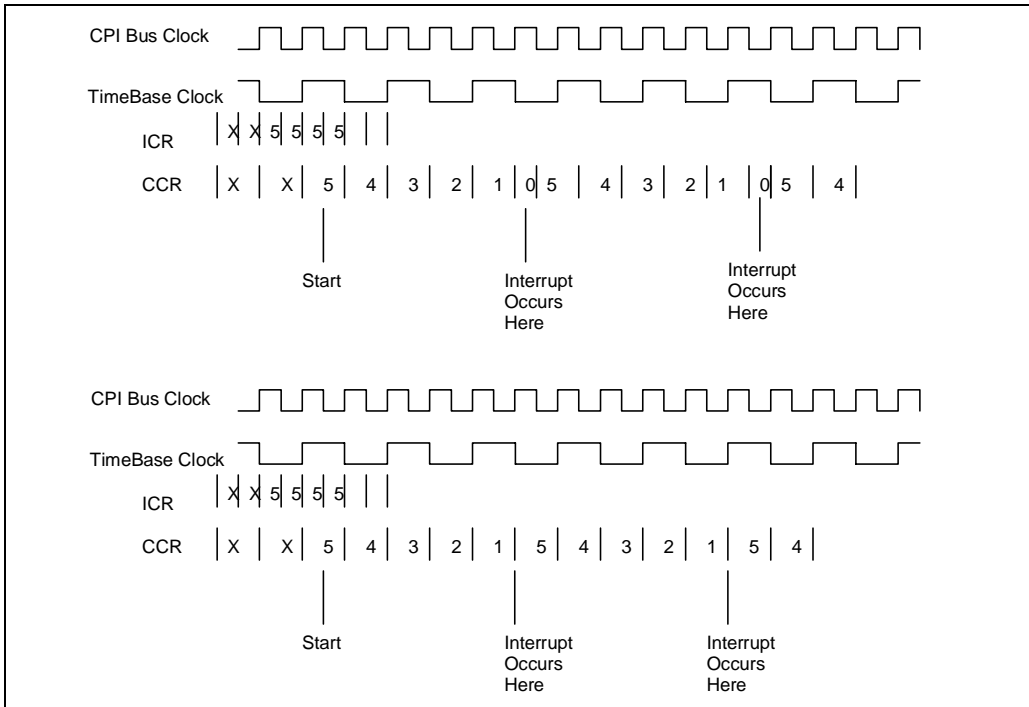 CPI Bus Clock
TimeBase Clock
ICR X X 5 5 5 5
CCR X X 5 4 3 2 1 0 5 4 3 2 1 0 5 4
Start
Interrupt
Occurs
Here
Interrupt
Occurs
Here
CPI Bus Clock
TimeBase Clock
ICR X X 5 5 5 5
CCR X X 5 4 3 2 1 5 4 3 2 1 5 4
Start
Interrupt
Occurs
Here
Interrupt
Occurs
Here